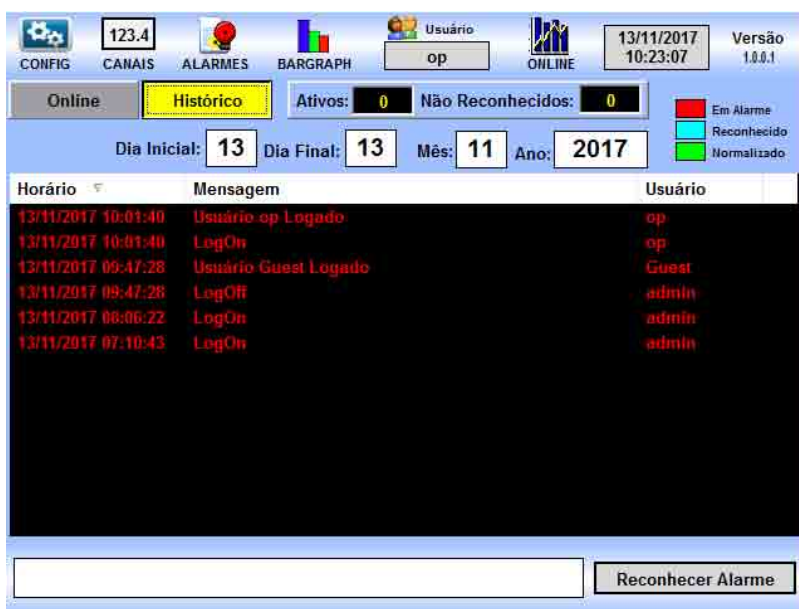 123.4
Usuário
op
13/11/2017
10:23:07
Versão
1.0.0.1
CONFIG CANAIS ALARMES BARGRAPH ONLINE
Online Histórico Ativos: 0 Não Reconhecidos: 0
Em Alarme
Reconhecido
Normalizado
Dia Inicial: 13 Dia Final: 13 Mês: 11 Ano: 2017
Horário Mensagem Usuário
13/11/2017 10:01:40 Usuário op Logado op
13/11/2017 10:01:40 LogOn op
13/11/2017 09:47:28 Usuário Guest Logado Guest
13/11/2017 09:47:28 LogOff admin
13/11/2017 08:06:22 LogOn admin
13/11/2017 07:10:43 LogOn admin
Reconhecer Alarme